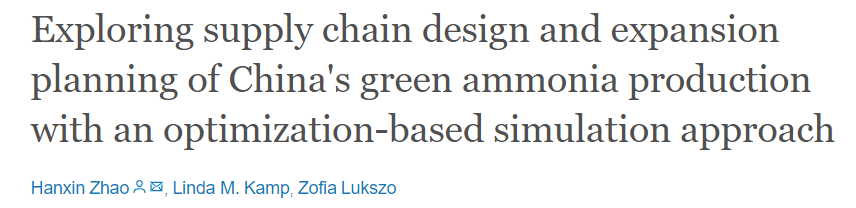 Exploring supply chain design and expansion
planning of China's green ammonia production
with an optimization-based simulation approach
Hanxin Zhao, Linda M. Kamp, Zofia Lukszo